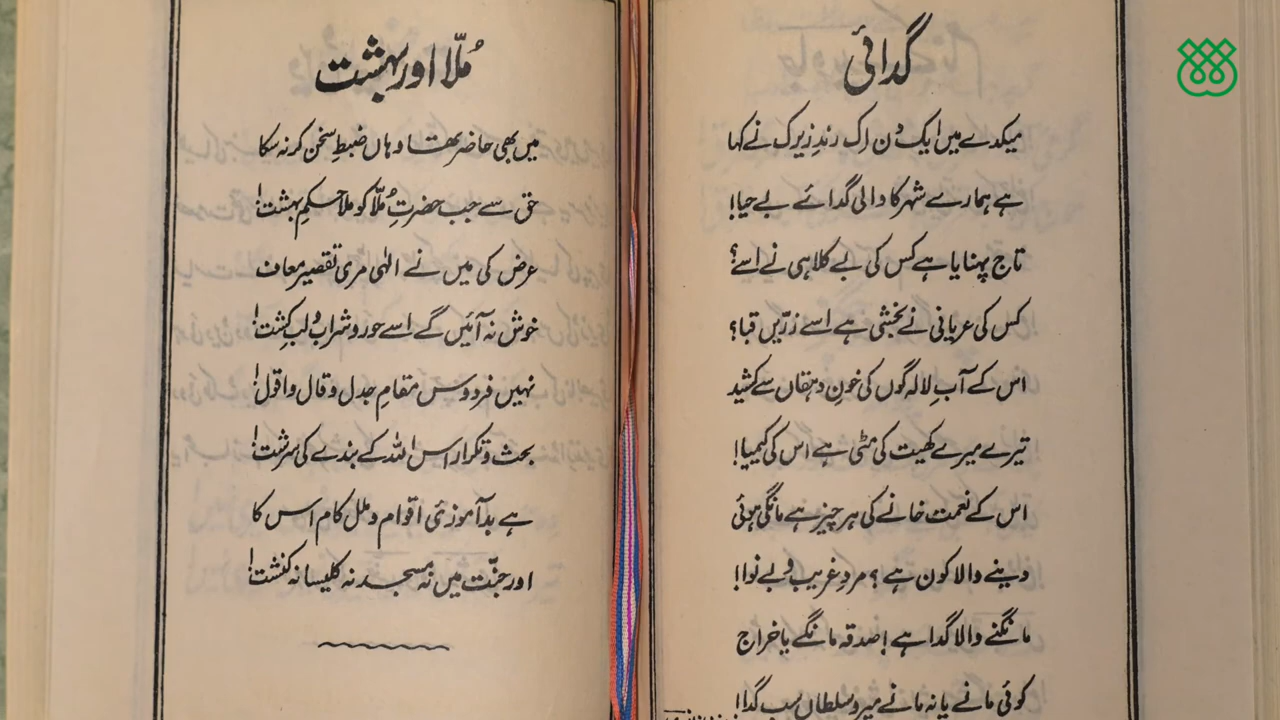 گدائی
میکدے میں ایک دن اک رندِ زیرک نے کہا
ہے ہمارے شہر کا والی گدائے بے حیا!
تاج پہنایا ہے کس کی بے کلاہی نے اسے؟
کس کی عریانی نے بخشی ہے اسے زرّیں قبا؟
اس کے آبِ لالہ گوں کی خونِ دہقاں سے کشید
تیرے میرے کھیت کی مٹی ہے اس کی کیمیا!
اس کے نعمت خانے کی ہر چیز ہے مانگی ہوئی
دینے والا کون ہے؟ مردِ غریب و بے نوا!
مانگنے والا گدا ہے! صدقہ مانگے یا خراج
کوئی مانے یا نہ مانے میر و سلطاں سب گدا!
مُلّا اور بہشت
میں بھی حاضر تھا وہاں ضبطِ سخن کر نہ سکا
حق سے جب حضرتِ مُلّا کو ملا حکمِ بہشت!
عرض کی میں نے الٰہی مری تقصیر معاف
خوش نہ آئیں گے اسے حور و شراب و لبِ کشت!
نہیں فردوس مقامِ جدل و قال و اقول!
بحث و تکرار اس اللہ کے بندے کی سرشت!
ہے بدآموزئ اقوام و ملل کام اس کا
اور جنّت میں نہ مسجد نہ کلیسا نہ کنشت!